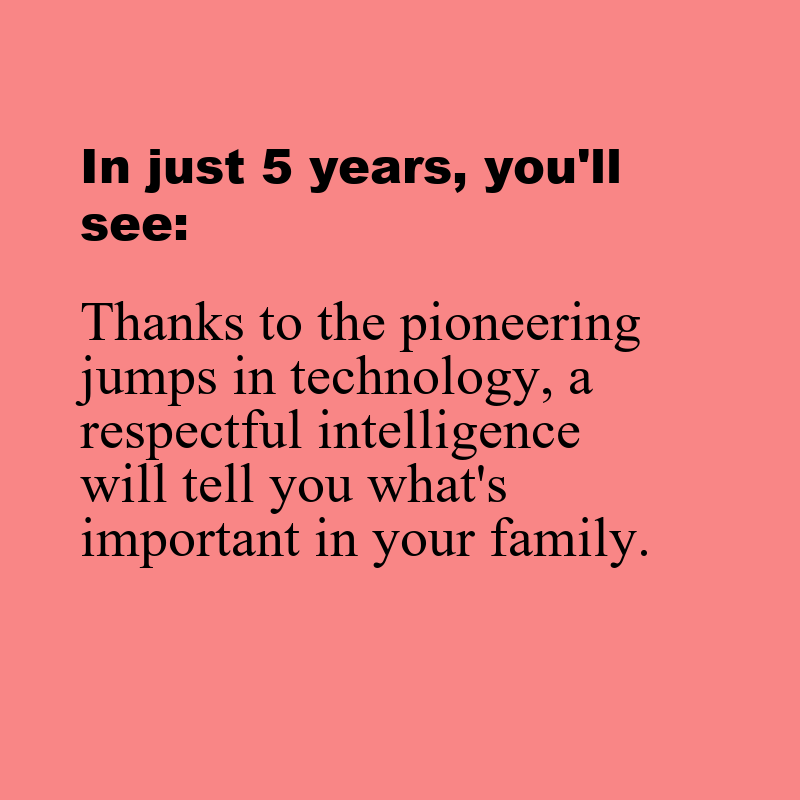 In just 5 years, you'll
see:
Thanks to the pioneering
jumps in technology, a
respectful intelligence
will tell you what's
important in your family.